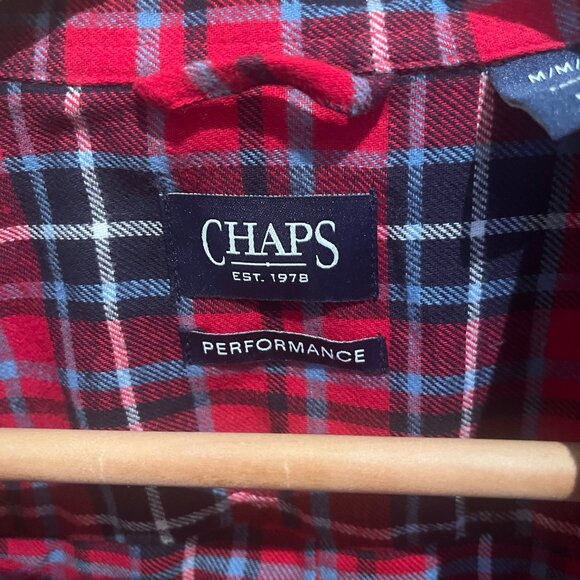 M/M/
CHAPS
EST. 1978
PERFORMANCE